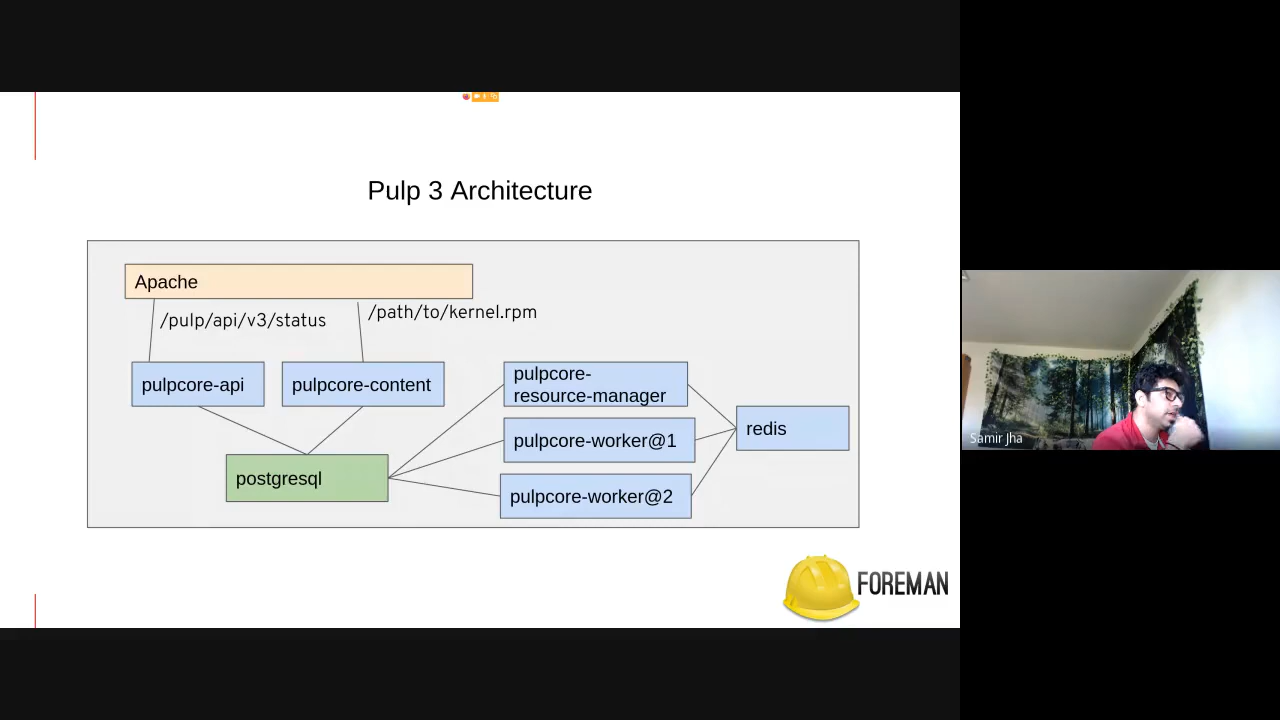 Pulp 3 Architecture
Apache
/pulp/api/v3/status
/path/to/kernel.rpm
pulpcore-api
pulpcore-content
pulpcore-
resource-manager
pulpcore-worker@1
redis
postgresql
pulpcore-worker@2
FOREMAN
Samir Jha